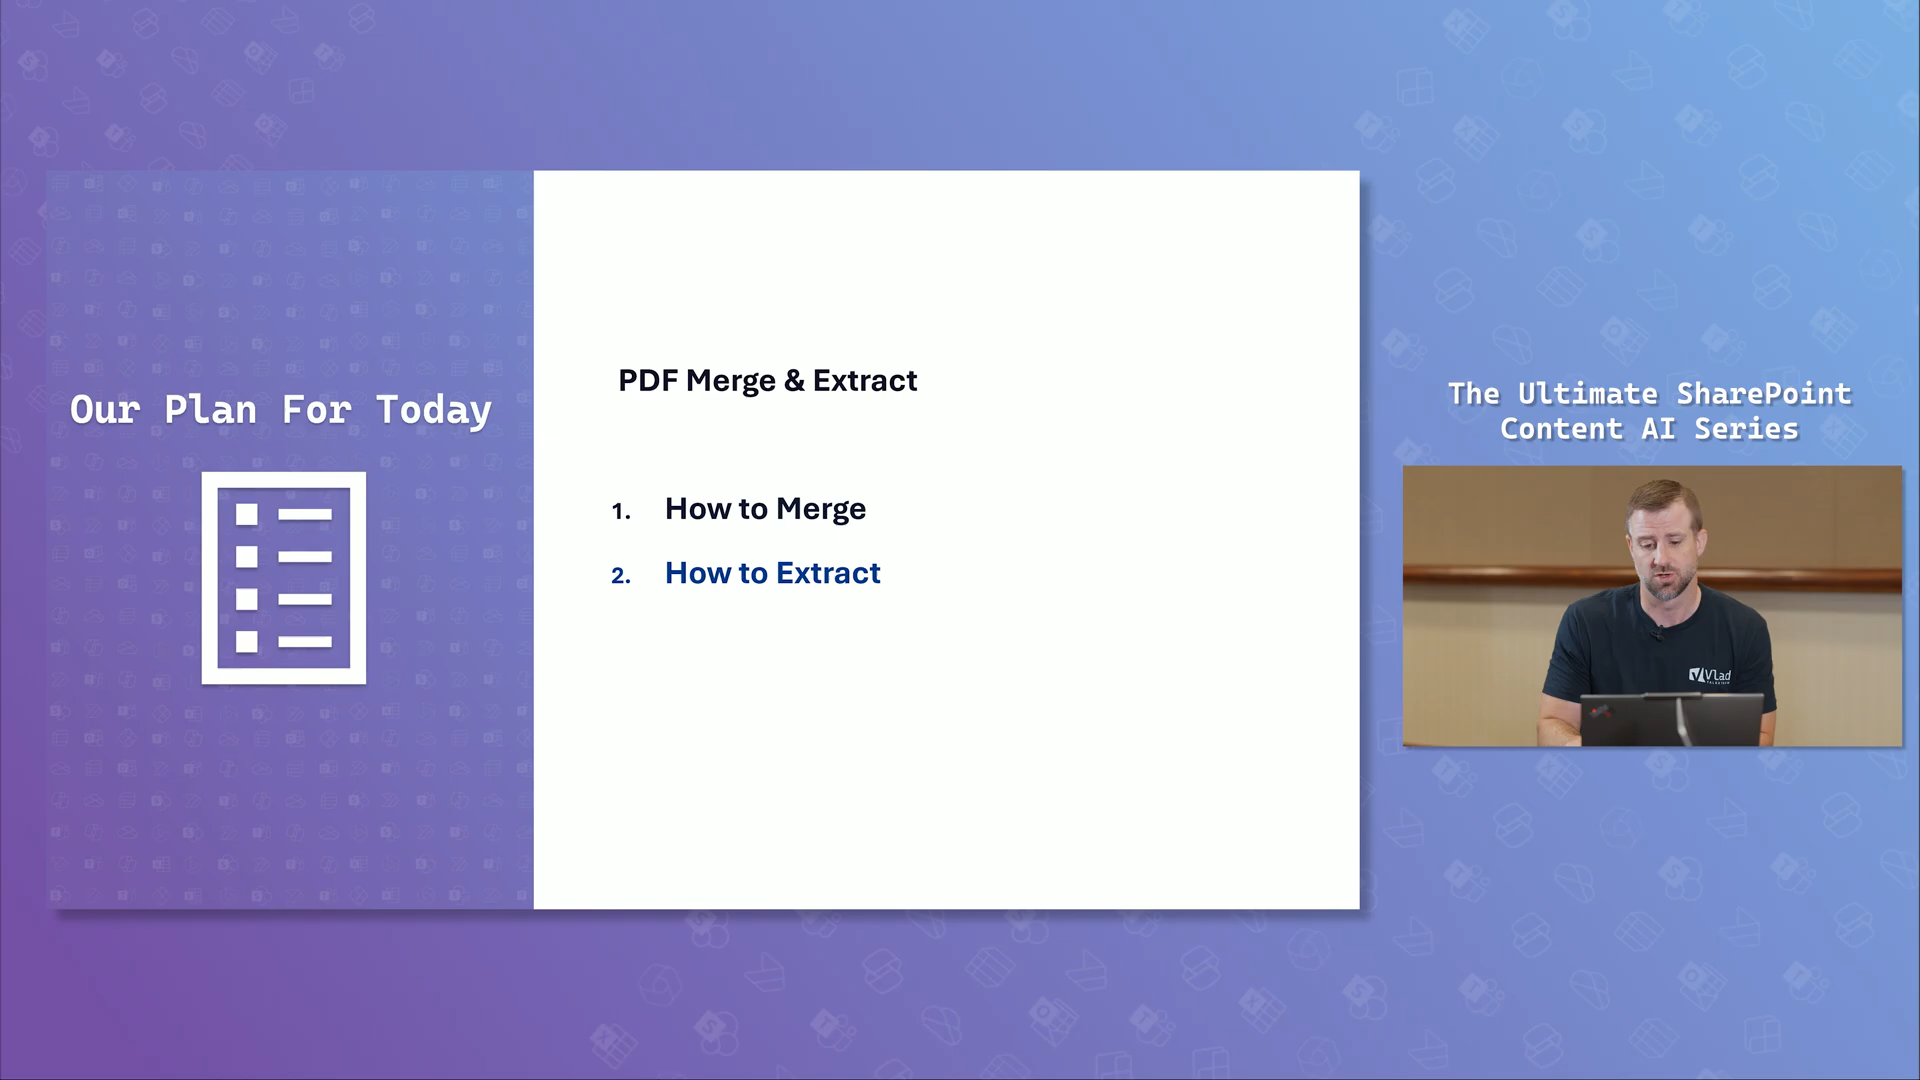 Our Plan For Today
PDF Merge & Extract
1. How to Merge
2. How to Extract
The Ultimate SharePoint
Content AI Series
Vlad